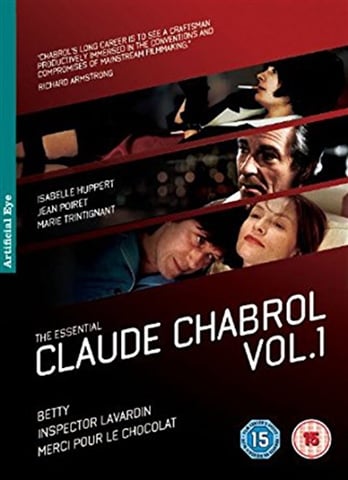 'CHABROL'S LONG CAREER IS TO SEE A CRAFTSMAN
PRODUCTIVELY IMMERSED IN THE CONVENTIONS AND
COMPROMISES OF MAINSTREAM FILMMAKING.'
RICHARD ARMSTRONG
Artificial Eye
ISABELLE HUPPERT
JEAN POIRET
MARIE TRINTIGNANT
THE ESSENTIAL
CLAUDE CHABROL
VOL.1
BETTY
INSPECTOR LAVARDIN
MERCI POUR LE CHOCOLAT
15
15